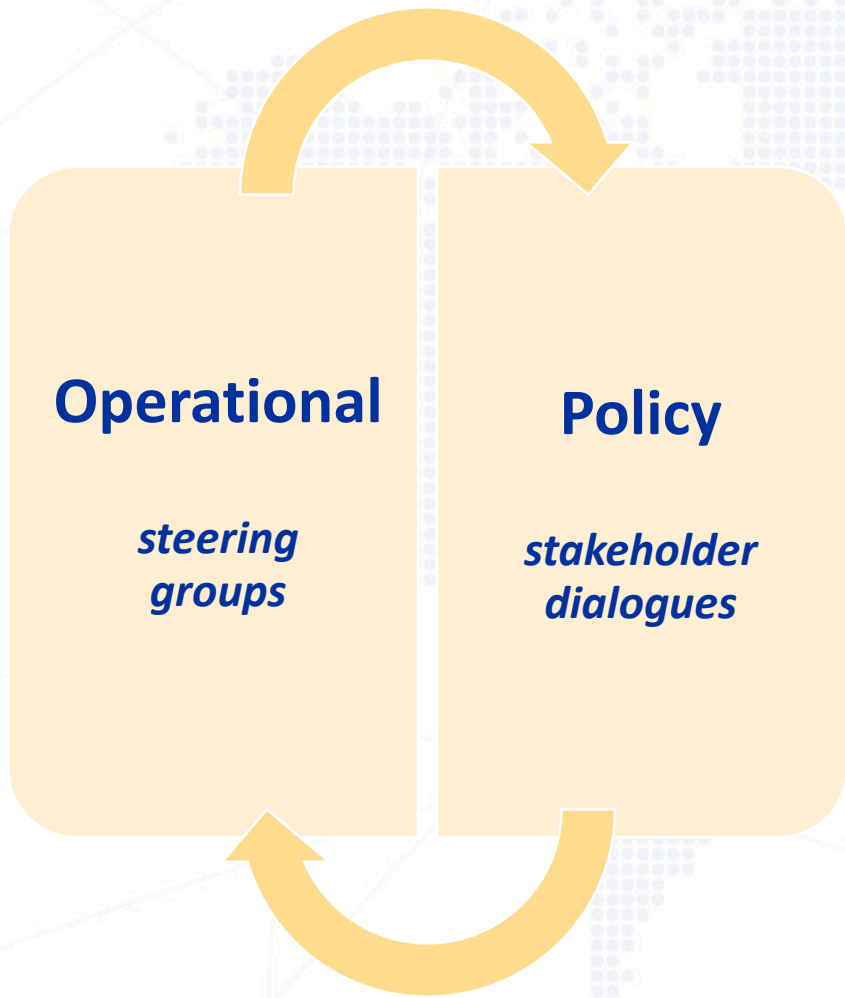 Operational
steering
groups
Policy
stakeholder
dialogues